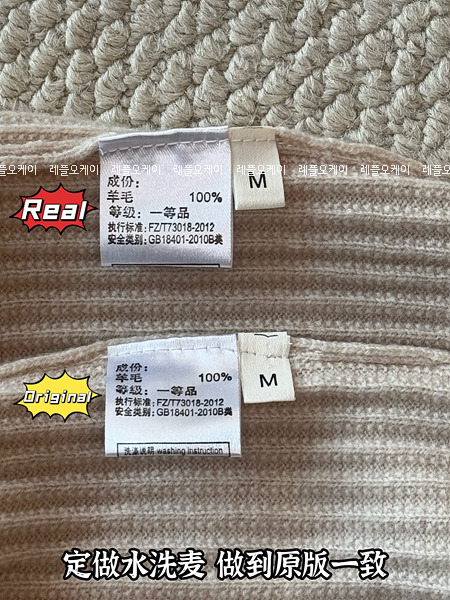 레플오케이 레플오케이 레플오케이 레플오케이 레플오케이 레플오케이
Real
成份：
羊毛 100%
等级：一等品
执行标准：FZ/T73018-2012
安全类别：GB18401-2010B类
M
Original
成份：
羊毛 100%
等级：一等品
执行标准：FZ/T73018-2012
安全类别：GB18401-2010B类
洗涤说明 washing instruction
M
定做水洗麦 做到原版一致